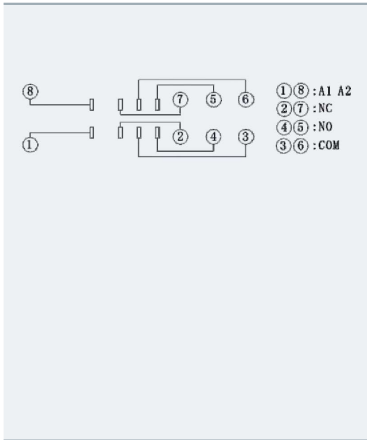 ⑧
⑦ ⑤ ⑥
① ② ④ ③
①⑧:A1 A2
②⑦:NC
④⑤:NO
③⑥:COM